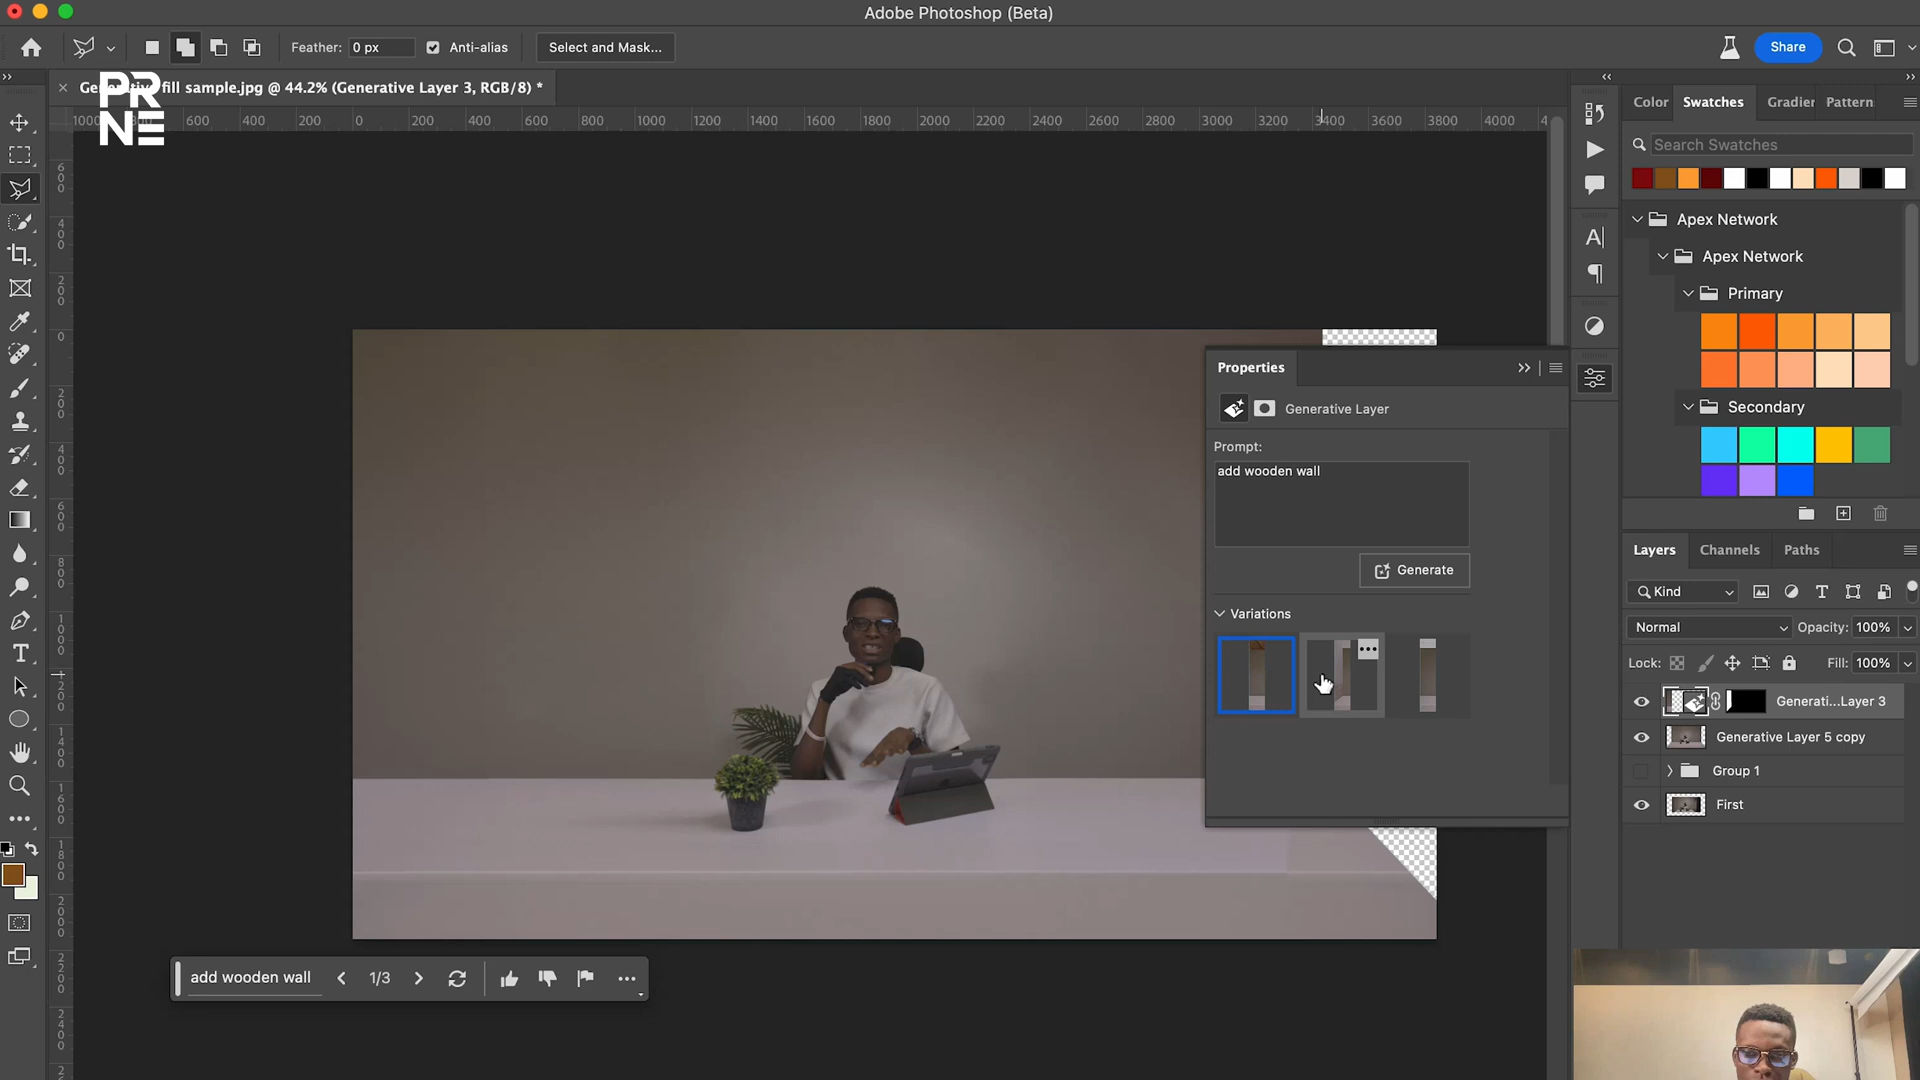 Adobe Photoshop (Beta)
Feather: 0 px
Anti-alias
Select and Mask...
Share
PR
NE
fill sample.jpg @ 44.2% (Generative Layer 3, RGB/8) *
1000 600 400 200 0 200 400 600 800 1000 1200 1400 1600 1800 2000 2200 2400 2600 2800 3000 3200 3400 3600 3800 4000 4
Color Swatches Gradier Pattern
Search Swatches
Apex Network
Apex Network
Primary
Secondary
Properties
Generative Layer
Prompt:
add wooden wall
Generate
Variations
Layers Channels Paths
Kind
Normal Opacity: 100%
Lock: Fill: 100%
Generati...Layer 3
Generative Layer 5 copy
Group 1
First
add wooden wall 1/3
600
400
200
0
200
400
600
800
1000
1200
1400
1600
1800
2000
2200
2400